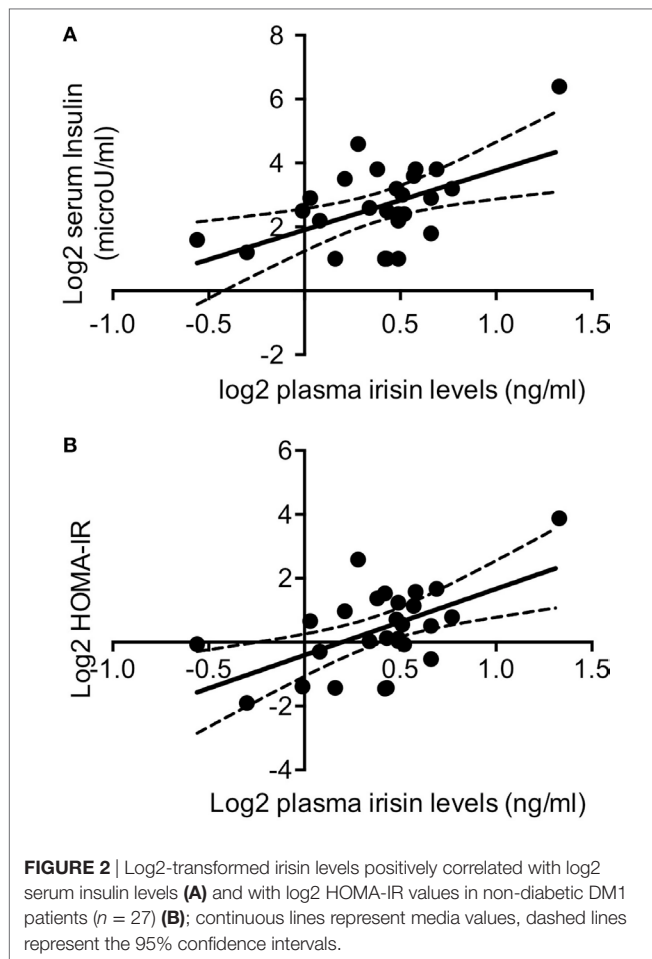 A
8
6
4
2
0
-2
Log2 serum Insulin
(microU/ml)
-1.0 -0.5 0.5 1.0 1.5
log2 plasma irisin levels (ng/ml)
B
6
4
2
0
-2
-4
Log2 HOMA-IR
-1.0 -0.5 0.5 1.0 1.5
Log2 plasma irisin levels (ng/ml)
FIGURE 2 | Log2-transformed irisin levels positively correlated with log2
serum insulin levels (A) and with log2 HOMA-IR values in non-diabetic DM1
patients (n = 27) (B); continuous lines represent media values, dashed lines
represent the 95% confidence intervals.